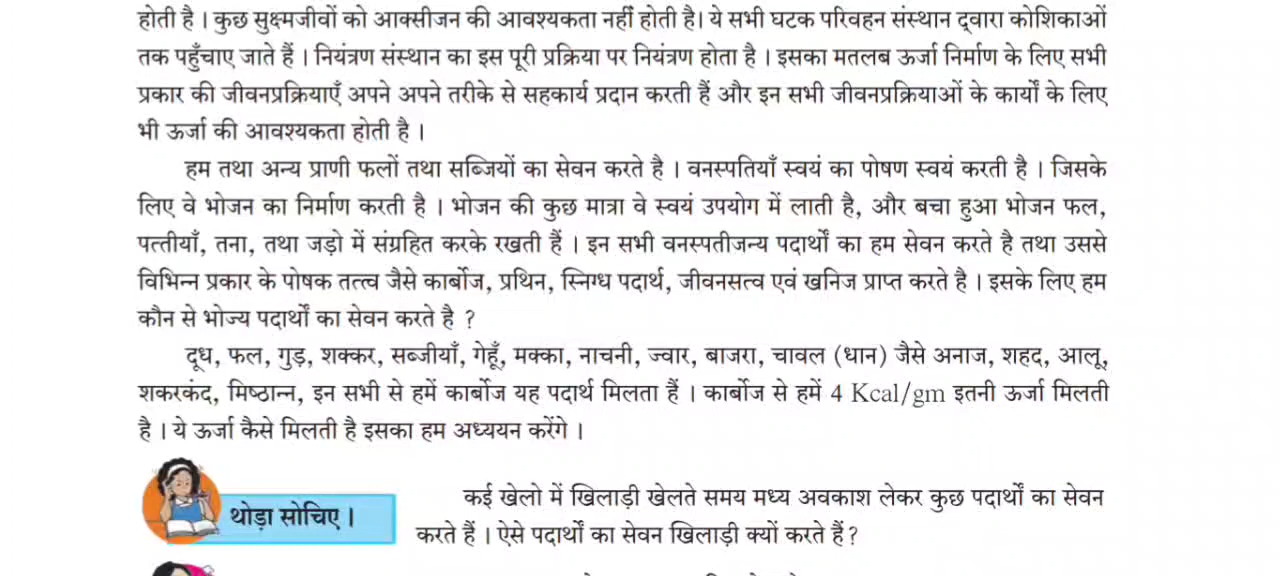 होती है । कुछ सुक्ष्मजीवों को आक्सीजन की आवश्यकता नहीं होती है। ये सभी घटक परिवहन संस्थान द्‌वारा कोशिकाओं
तक पहुँचाए जाते हैं । नियंत्रण संस्थान का इस पूरी प्रक्रिया पर नियंत्रण होता है । इसका मतलब ऊर्जा निर्माण के लिए सभी
प्रकार की जीवनप्रक्रियाएँ अपने अपने तरीके से सहकार्य प्रदान करती हैं और इन सभी जीवनप्रक्रियाओं के कार्यों के लिए
भी ऊर्जा की आवश्यकता होती है ।
हम तथा अन्य प्राणी फलों तथा सब्जियों का सेवन करते है । वनस्पतियाँ स्वयं का पोषण स्वयं करती है । जिसके
लिए वे भोजन का निर्माण करती है । भोजन की कुछ मात्रा वे स्वयं उपयोग में लाती है, और बचा हुआ भोजन फल,
पत्तीयाँ, तना, तथा जड़ो में संग्रहित करके रखती हैं । इन सभी वनस्पतीजन्य पदार्थों का हम सेवन करते है तथा उससे
विभिन्न प्रकार के पोषक तत्त्व जैसे कार्बोज, प्रथिन, स्निग्ध पदार्थ, जीवनसत्व एवं खनिज प्राप्त करते है । इसके लिए हम
कौन से भोज्य पदार्थों का सेवन करते है ?
दूध, फल, गुड़, शक्कर, सब्जीयाँ, गेहूँ, मक्का, नाचनी, ज्वार, बाजरा, चावल (धान) जैसे अनाज, शहद, आलू,
शकरकंद, मिष्ठान्न, इन सभी से हमें कार्बोज यह पदार्थ मिलता हैं । कार्बोज से हमें 4 Kcal/gm इतनी ऊर्जा मिलती
है । ये ऊर्जा कैसे मिलती है इसका हम अध्ययन करेंगे ।
थोड़ा सोचिए ।
कई खेलो में खिलाड़ी खेलते समय मध्य अवकाश लेकर कुछ पदार्थों का सेवन
करते हैं । ऐसे पदार्थों का सेवन खिलाड़ी क्यों करते हैं?